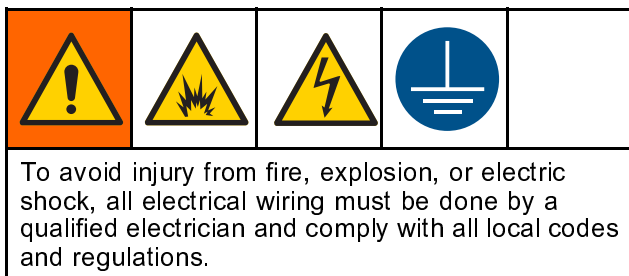 To avoid injury from fire, explosion, or electric
shock, all electrical wiring must be done by a
qualified electrician and comply with all local codes
and regulations.